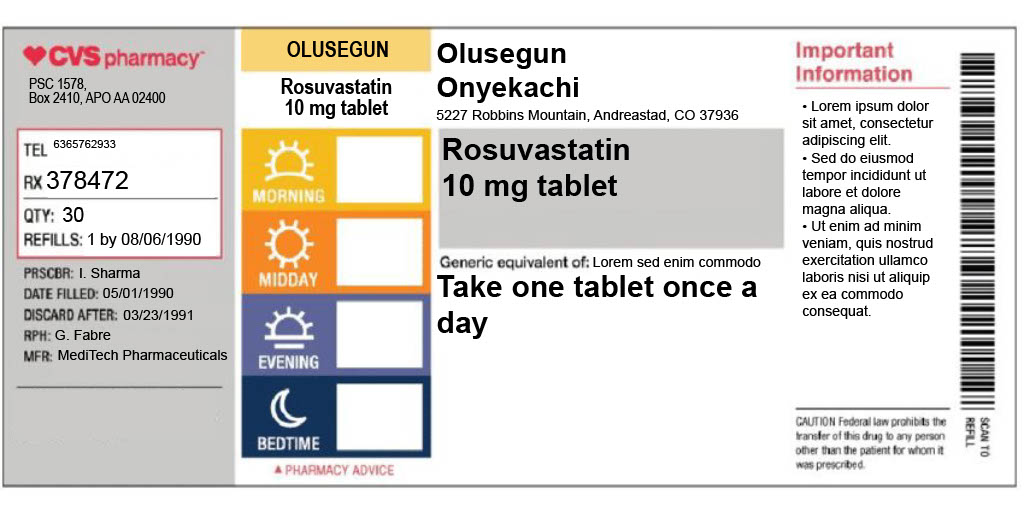 CVS pharmacy
PSC 1578,
Box 2410, APO AA 02400
TEL 6365762933
RX 378472
QTY: 30
REFILLS: 1 by 08/06/1990
PRSCBR: I. Sharma
DATE FILLED: 05/01/1990
DISCARD AFTER: 03/23/1991
RPH: G. Fabre
MFR: MediTech Pharmaceuticals
OLUSEGUN
Rosuvastatin
10 mg tablet
MORNING
MIDDAY
EVENING
BEDTIME
▲ PHARMACY ADVICE
Olusegun
Onyekachi
5227 Robbins Mountain, Andreastad, CO 37936
Rosuvastatin
10 mg tablet
Generic equivalent of: Lorem sed enim commodo
Take one tablet once a
day
Important
Information
• Lorem ipsum dolor
sit amet, consectetur
adipiscing elit.
• Sed do eiusmod
tempor incididunt ut
labore et dolore
magna aliqua.
• Ut enim ad minim
veniam, quis nostrud
exercitation ullamco
laboris nisi ut aliquip
ex ea commodo
consequat.
CAUTION Federal law prohibits the
transfer of this drug to any person
other than the patient for whom it
was prescribed.
SCAN TO
REFILL